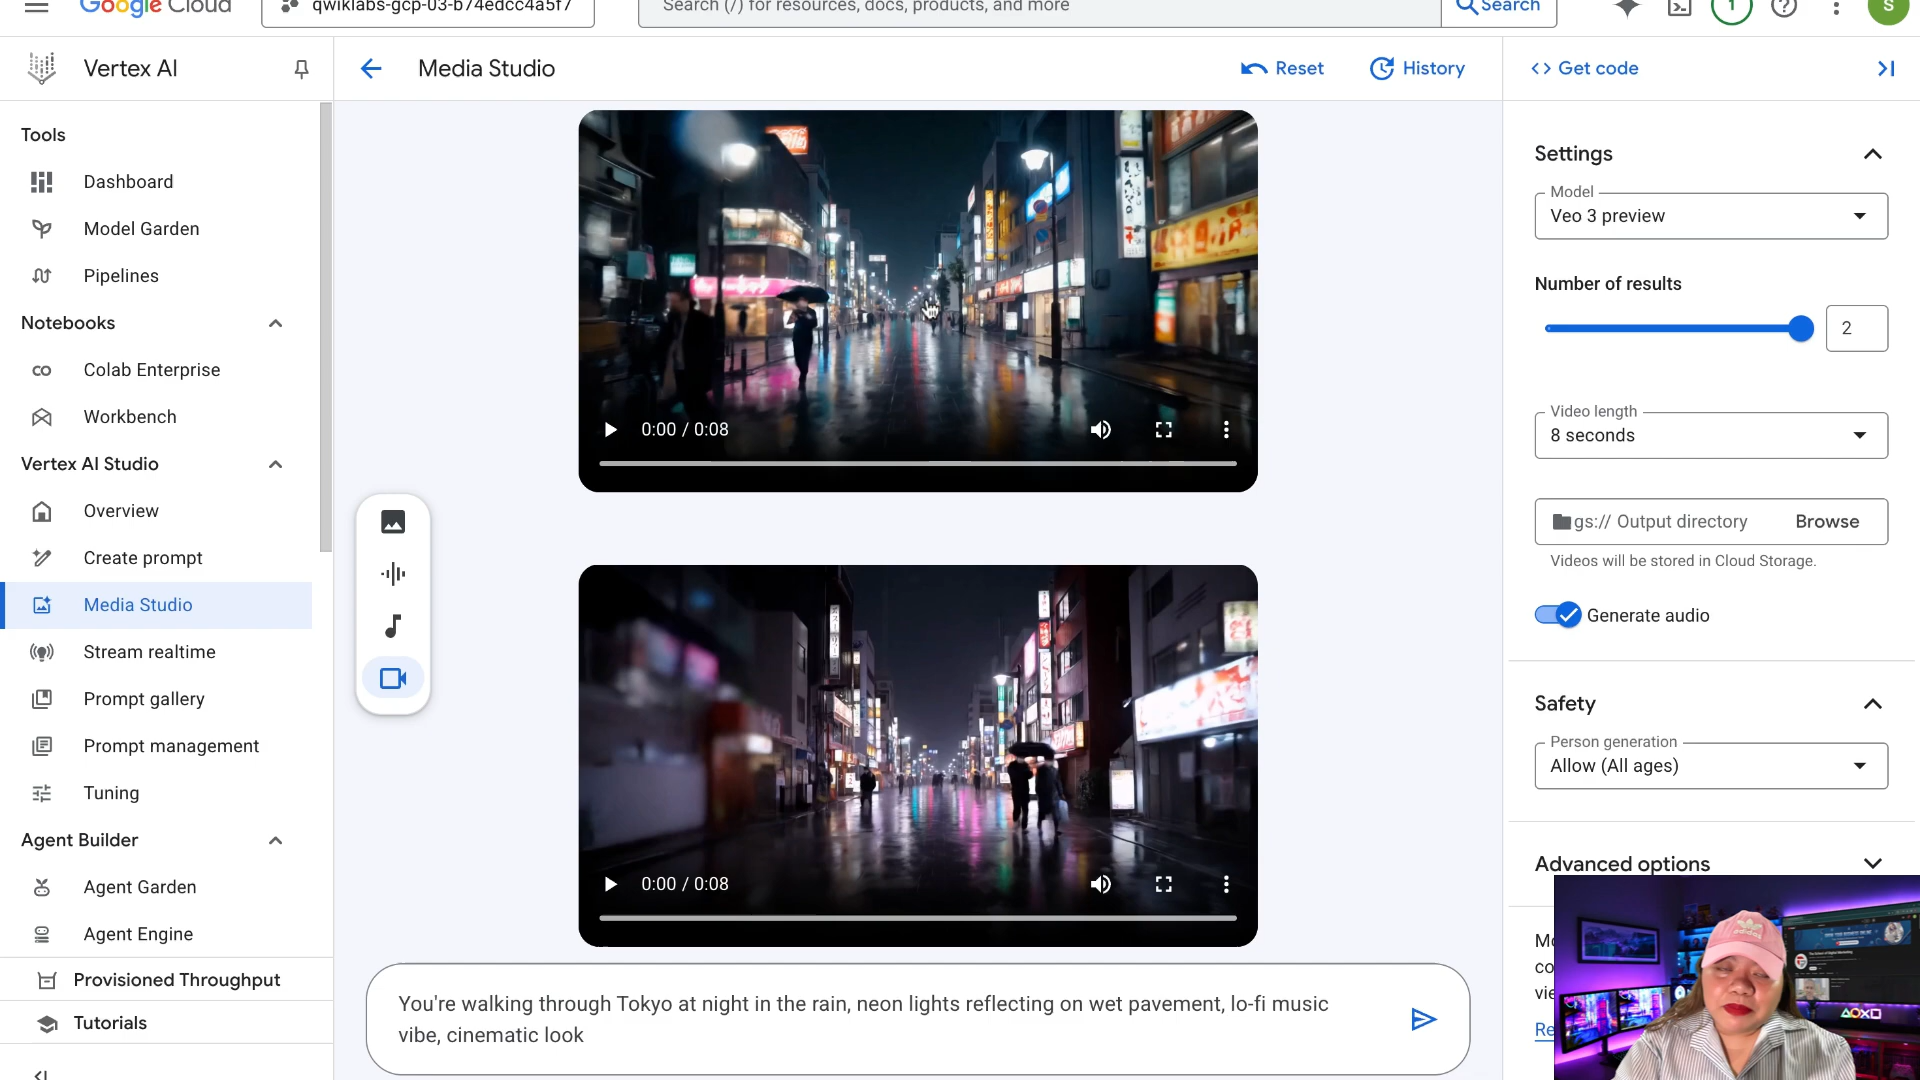 Google Cloud
qwiklabs-gcp-03-b74edcc4a5f7
Search (/) for resources, docs, products, and more
Search
1
S
Vertex AI
Media Studio
Reset
History
Get code
Tools
Dashboard
Model Garden
Pipelines
Notebooks
Colab Enterprise
Workbench
Vertex AI Studio
Overview
Create prompt
Media Studio
Stream realtime
Prompt gallery
Prompt management
Tuning
Agent Builder
Agent Garden
Agent Engine
Provisioned Throughput
Tutorials
0:00 / 0:08
0:00 / 0:08
You're walking through Tokyo at night in the rain, neon lights reflecting on wet pavement, lo-fi music
vibe, cinematic look
Settings
Model
Veo 3 preview
Number of results
2
Video length
8 seconds
gs:// Output directory
Browse
Videos will be stored in Cloud Storage.
Generate audio
Safety
Person generation
Allow (All ages)
Advanced options